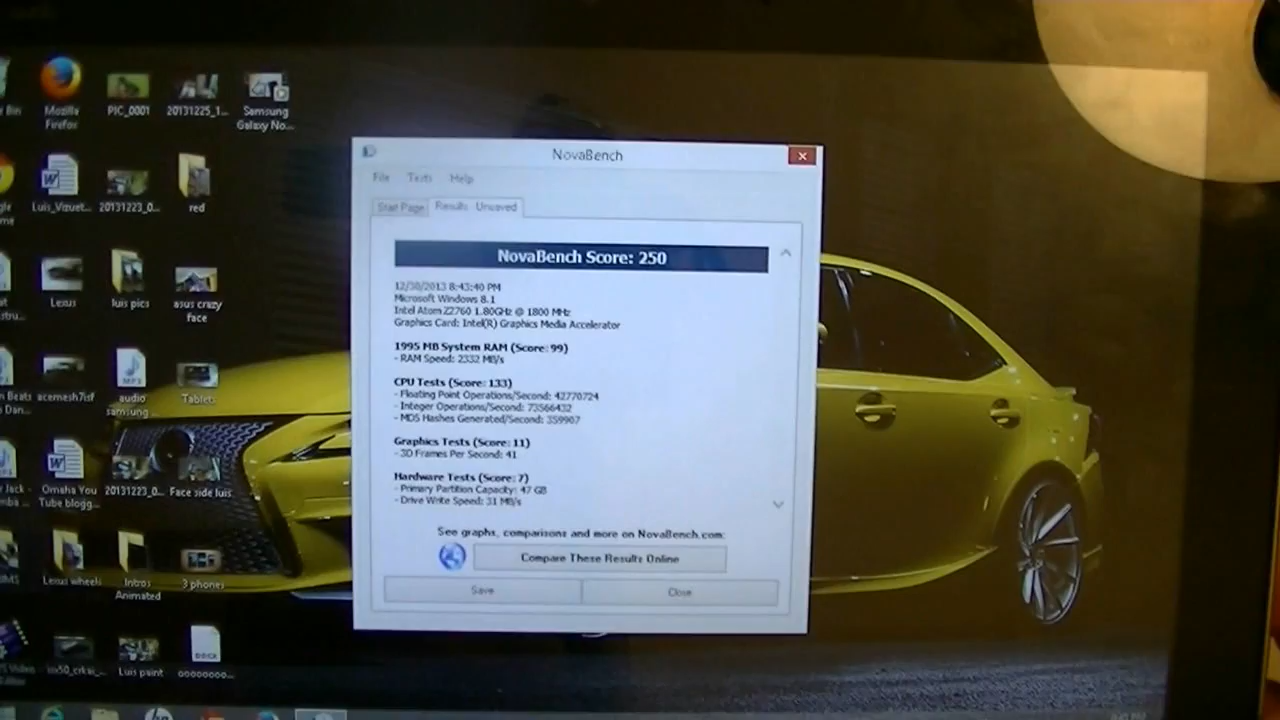 NovaBench
File Tests Help
Start Page Results Unsaved
NovaBench Score: 250
12/30/2013 8:43:40 PM
Microsoft Windows 8.1
Intel Atom Z2760 1.80GHz @ 1800 MHz
Graphics Card: Intel(R) Graphics Media Accelerator
1995 MB System RAM (Score: 99)
- RAM Speed: 2332 MB/s
CPU Tests (Score: 133)
- Floating Point Operations/Second: 42770724
- Integer Operations/Second: 73566432
- MD5 Hashes Generated/Second: 359907
Graphics Tests (Score: 11)
- 3D Frames Per Second: 41
Hardware Tests (Score: 7)
- Primary Partition Capacity: 47 GB
- Drive Write Speed: 31 MB/s
See graphs, comparisons and more on NovaBench.com:
Compare These Results Online
Save Close
Bin
Mozilla
Firefox
PIC_0001
20131225_1...
Samsung
Galaxy No...
Luis_Vizuet...
20131223_0...
red
Lexus
luis pics
asus crazy
face
acemesh7isf
audio
samsung...
Tablets
Omaha You
Tube blogg...
20131223_0...
Face side luis
Lexus wheels
Intros
Animated
3 phones
Luis paint
oooooooo...